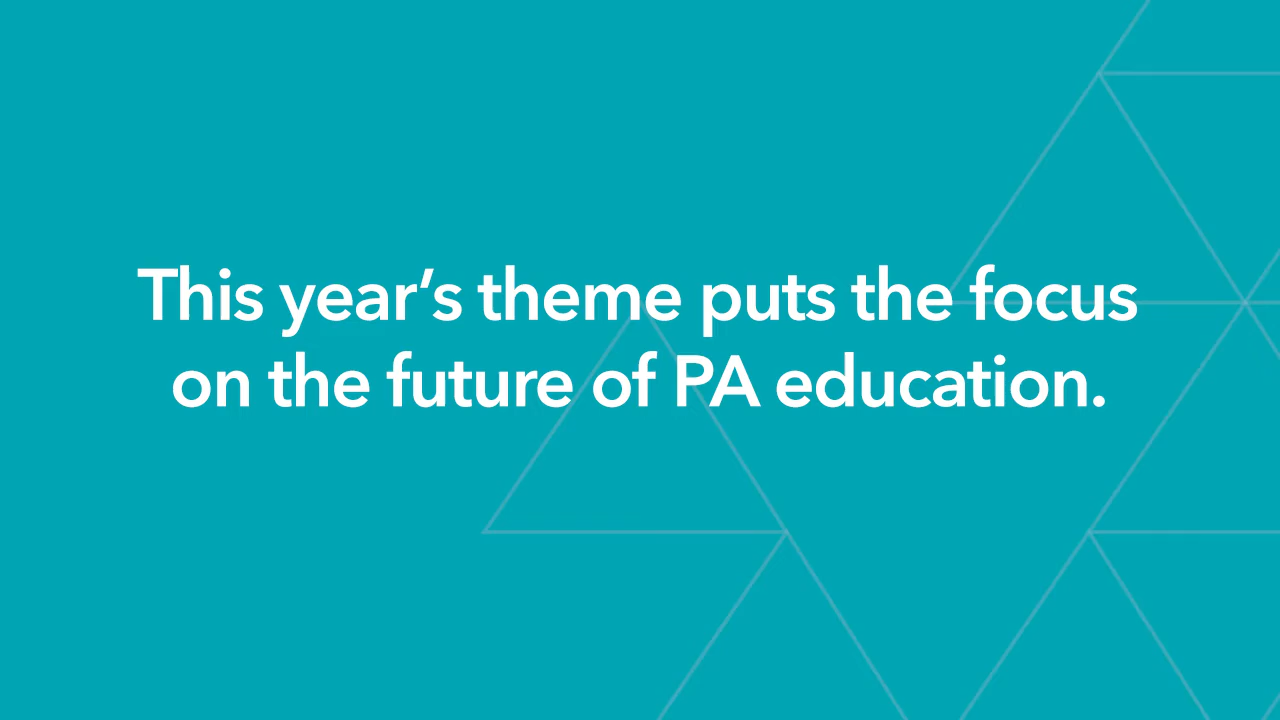 This year‘s theme puts the focus
on the future of PA education.